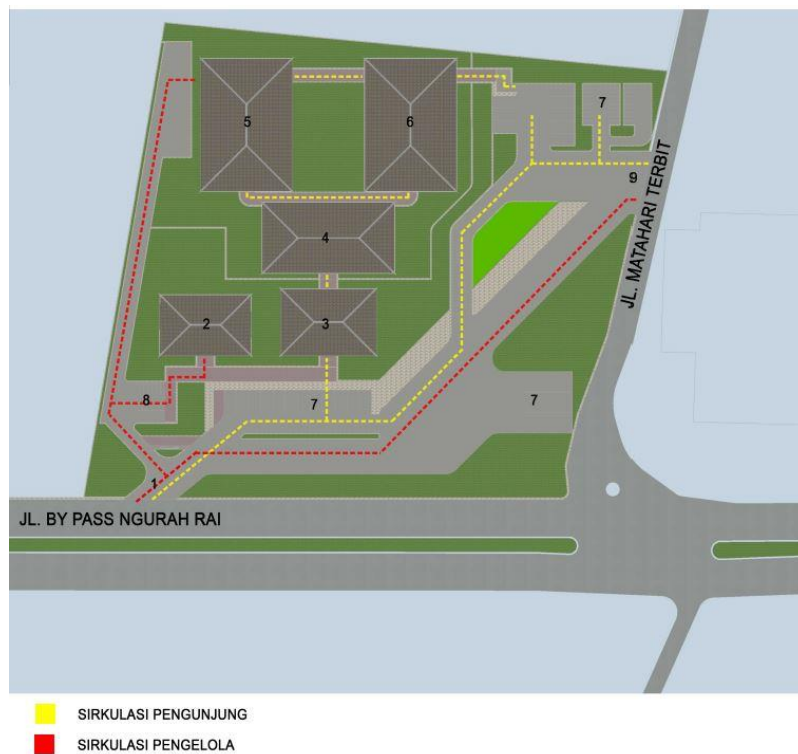 7
5
6
9
JL. MATAHARI TERBIT
4
2
3
8
7
7
1
JL. BY PASS NGURAH RAI
SIRKULASI PENGUNJUNG
SIRKULASI PENGELOLA